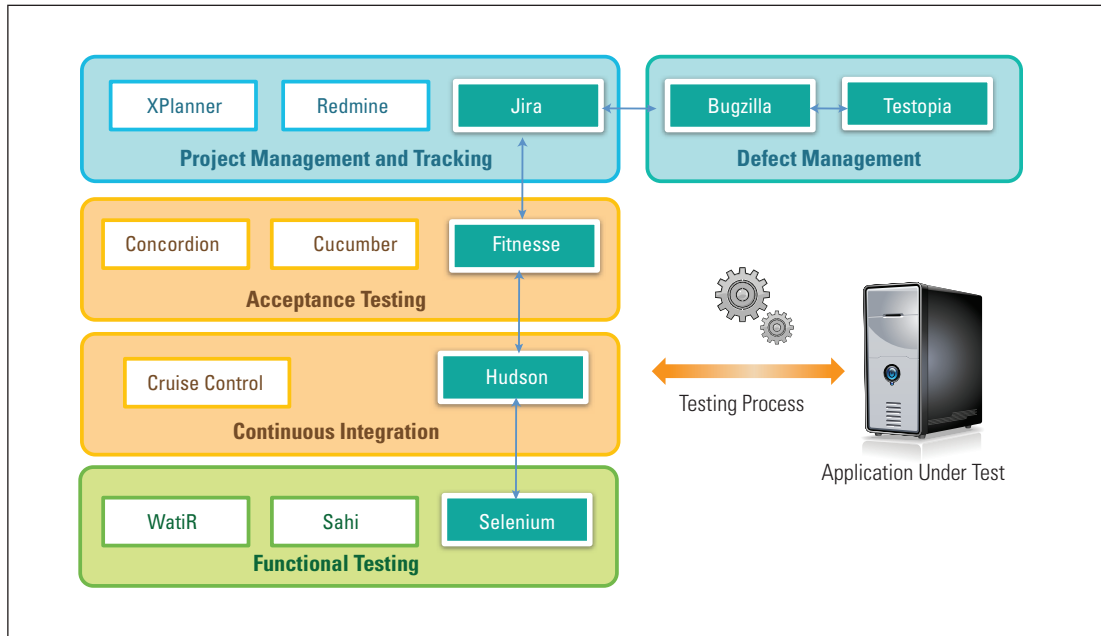 XPlanner
Redmine
Jira
Project Management and Tracking
Bugzilla
Testopia
Defect Management
Concordion
Cucumber
Fitnesse
Acceptance Testing
Cruise Control
Hudson
Continuous Integration
Testing Process
Application Under Test
WatiR
Sahi
Selenium
Functional Testing